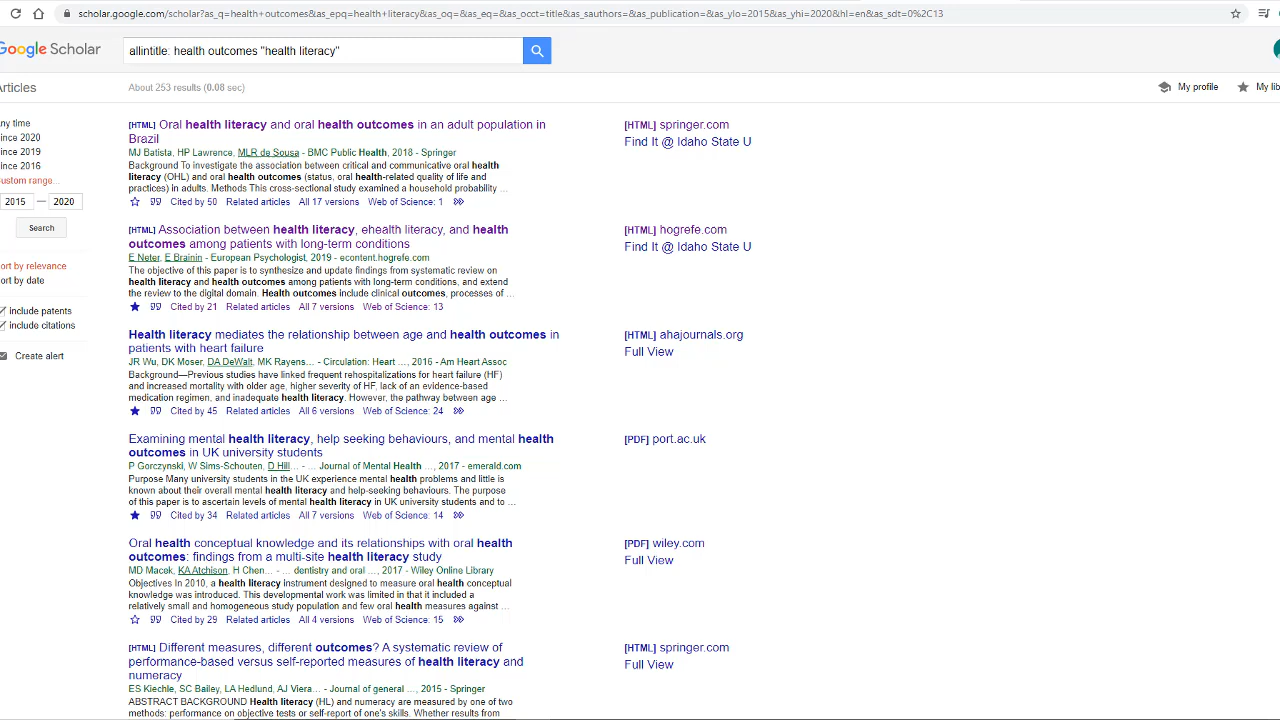 scholar.google.com/scholar?as_q=health+outcomes&as_epq=health+literacy&as_oq=&as_eq=&as_occt=title&as_sauthors=&as_publication=&as_ylo=2015&as_yhi=2020&hl=en&as_sdt=0%2C13
Google Scholar
allintitle: health outcomes "health literacy"
Articles
About 253 results (0.08 sec)
My profile
My lib
ny time
ince 2020
ince 2019
ince 2016
ustom range...
2015 — 2020
Search
ort by relevance
ort by date
include patents
include citations
Create alert
[HTML] Oral health literacy and oral health outcomes in an adult population in
Brazil
MJ Batista, HP Lawrence, MLR de Sousa - BMC Public Health, 2018 - Springer
Background To investigate the association between critical and communicative oral health
literacy (OHL) and oral health outcomes (status, oral health-related quality of life and
practices) in adults. Methods This cross-sectional study examined a household probability ...
Cited by 50 Related articles All 17 versions Web of Science: 1
[HTML] springer.com
Find It @ Idaho State U
[HTML] Association between health literacy, ehealth literacy, and health
outcomes among patients with long-term conditions
E Neter, E Brainin - European Psychologist, 2019 - econtent.hogrefe.com
The objective of this paper is to synthesize and update findings from systematic review on
health literacy and health outcomes among patients with long-term conditions, and extend
the review to the digital domain. Health outcomes include clinical outcomes, processes of ...
Cited by 21 Related articles All 7 versions Web of Science: 13
[HTML] hogrefe.com
Find It @ Idaho State U
Health literacy mediates the relationship between age and health outcomes in
patients with heart failure
JR Wu, DK Moser, DA DeWalt, MK Rayens... - Circulation: Heart ..., 2016 - Am Heart Assoc
Background—Previous studies have linked frequent rehospitalizations for heart failure (HF)
and increased mortality with older age, higher severity of HF, lack of an evidence-based
medication regimen, and inadequate health literacy. However, the pathway between age ...
Cited by 45 Related articles All 6 versions Web of Science: 24
[HTML] ahajournals.org
Full View
Examining mental health literacy, help seeking behaviours, and mental health
outcomes in UK university students
P Gorczynski, W Sims-Schouten, D Hill... - ... Journal of Mental Health ..., 2017 - emerald.com
Purpose Many university students in the UK experience mental health problems and little is
known about their overall mental health literacy and help-seeking behaviours. The purpose
of this paper is to ascertain levels of mental health literacy in UK university students and to ...
Cited by 34 Related articles All 7 versions Web of Science: 14
[PDF] port.ac.uk
Oral health conceptual knowledge and its relationships with oral health
outcomes: findings from a multi-site health literacy study
MD Macek, KA Atchison, H Chen... - ... dentistry and oral ..., 2017 - Wiley Online Library
Objectives In 2010, a health literacy instrument designed to measure oral health conceptual
knowledge was introduced. This developmental work was limited in that it included a
relatively small and homogeneous study population and few oral health measures against ...
Cited by 29 Related articles All 4 versions Web of Science: 15
[PDF] wiley.com
Full View
[HTML] Different measures, different outcomes? A systematic review of
performance-based versus self-reported measures of health literacy and
numeracy
ES Kiechle, SC Bailey, LA Hedlund, AJ Viera... - Journal of general ..., 2015 - Springer
ABSTRACT BACKGROUND Health literacy (HL) and numeracy are measured by one of two
methods: performance on objective tests or self-report of one's skills. Whether results from
[HTML] springer.com
Full View